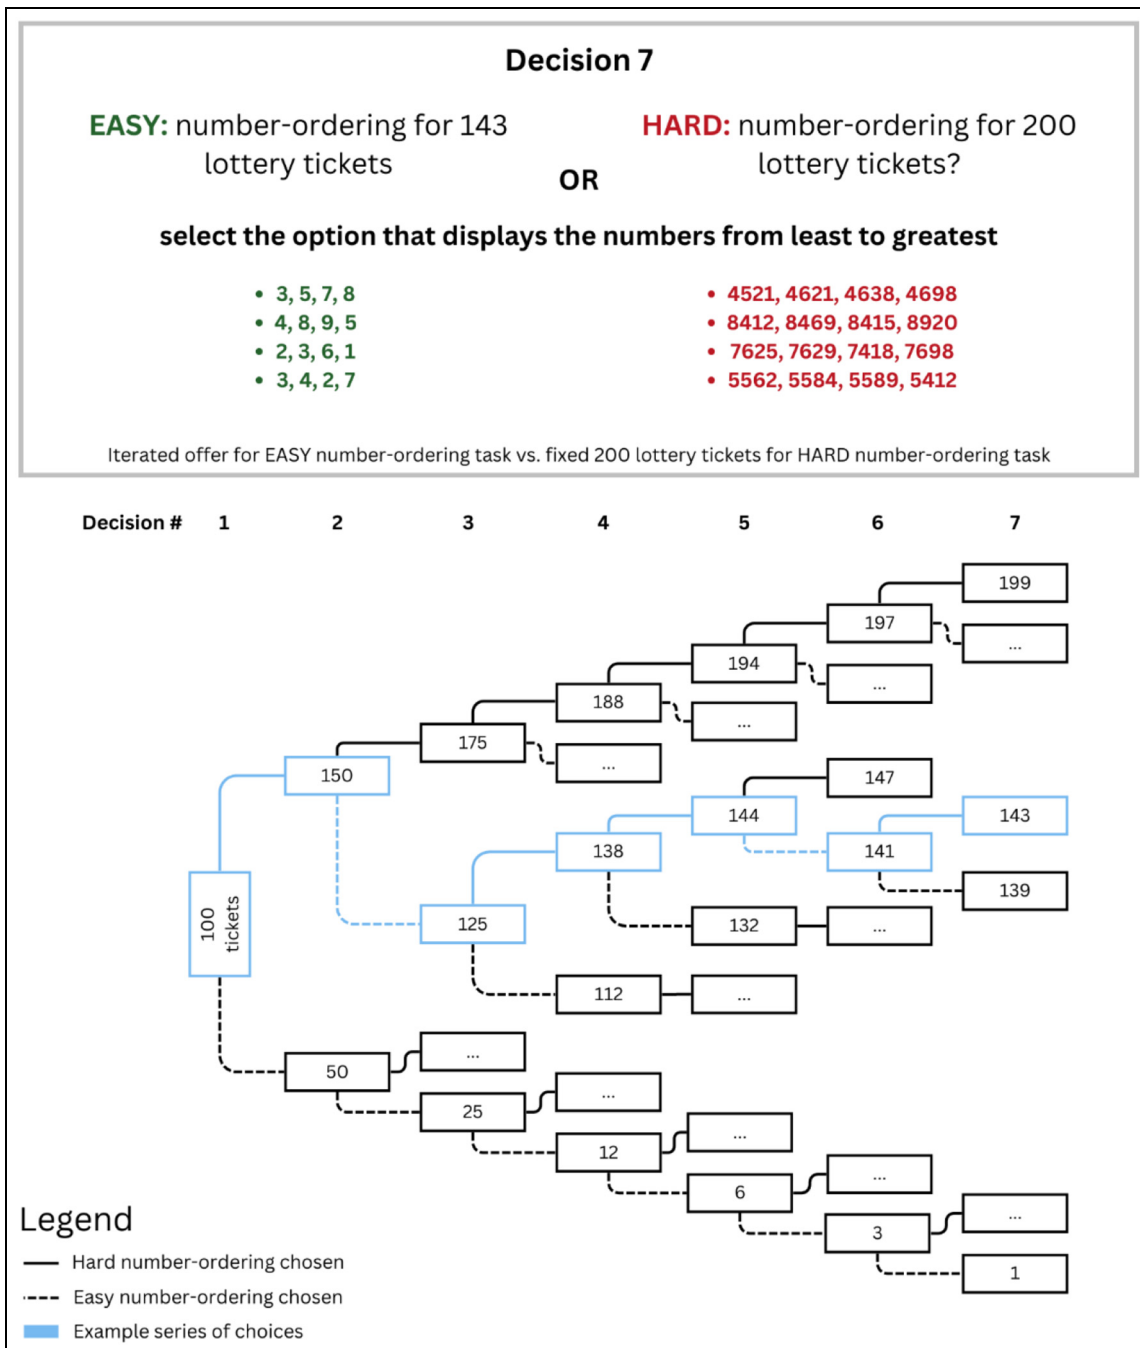 Decision 7
EASY: number-ordering for 143
lottery tickets
OR
HARD: number-ordering for 200
lottery tickets?
select the option that displays the numbers from least to greatest
• 3, 5, 7, 8
• 4, 8, 9, 5
• 2, 3, 6, 1
• 3, 4, 2, 7
• 4521, 4621, 4638, 4698
• 8412, 8469, 8415, 8920
• 7625, 7629, 7418, 7698
• 5562, 5584, 5589, 5412
Iterated offer for EASY number-ordering task vs. fixed 200 lottery tickets for HARD number-ordering task
Decision # 1 2 3 4 5 6 7
199
197
...
194
...
188
...
175
...
150
147
144
143
138
141
139
100
tickets
125
132
...
112
...
50
...
25
...
12
...
6
...
3
...
1
Legend
Hard number-ordering chosen
Easy number-ordering chosen
Example series of choices